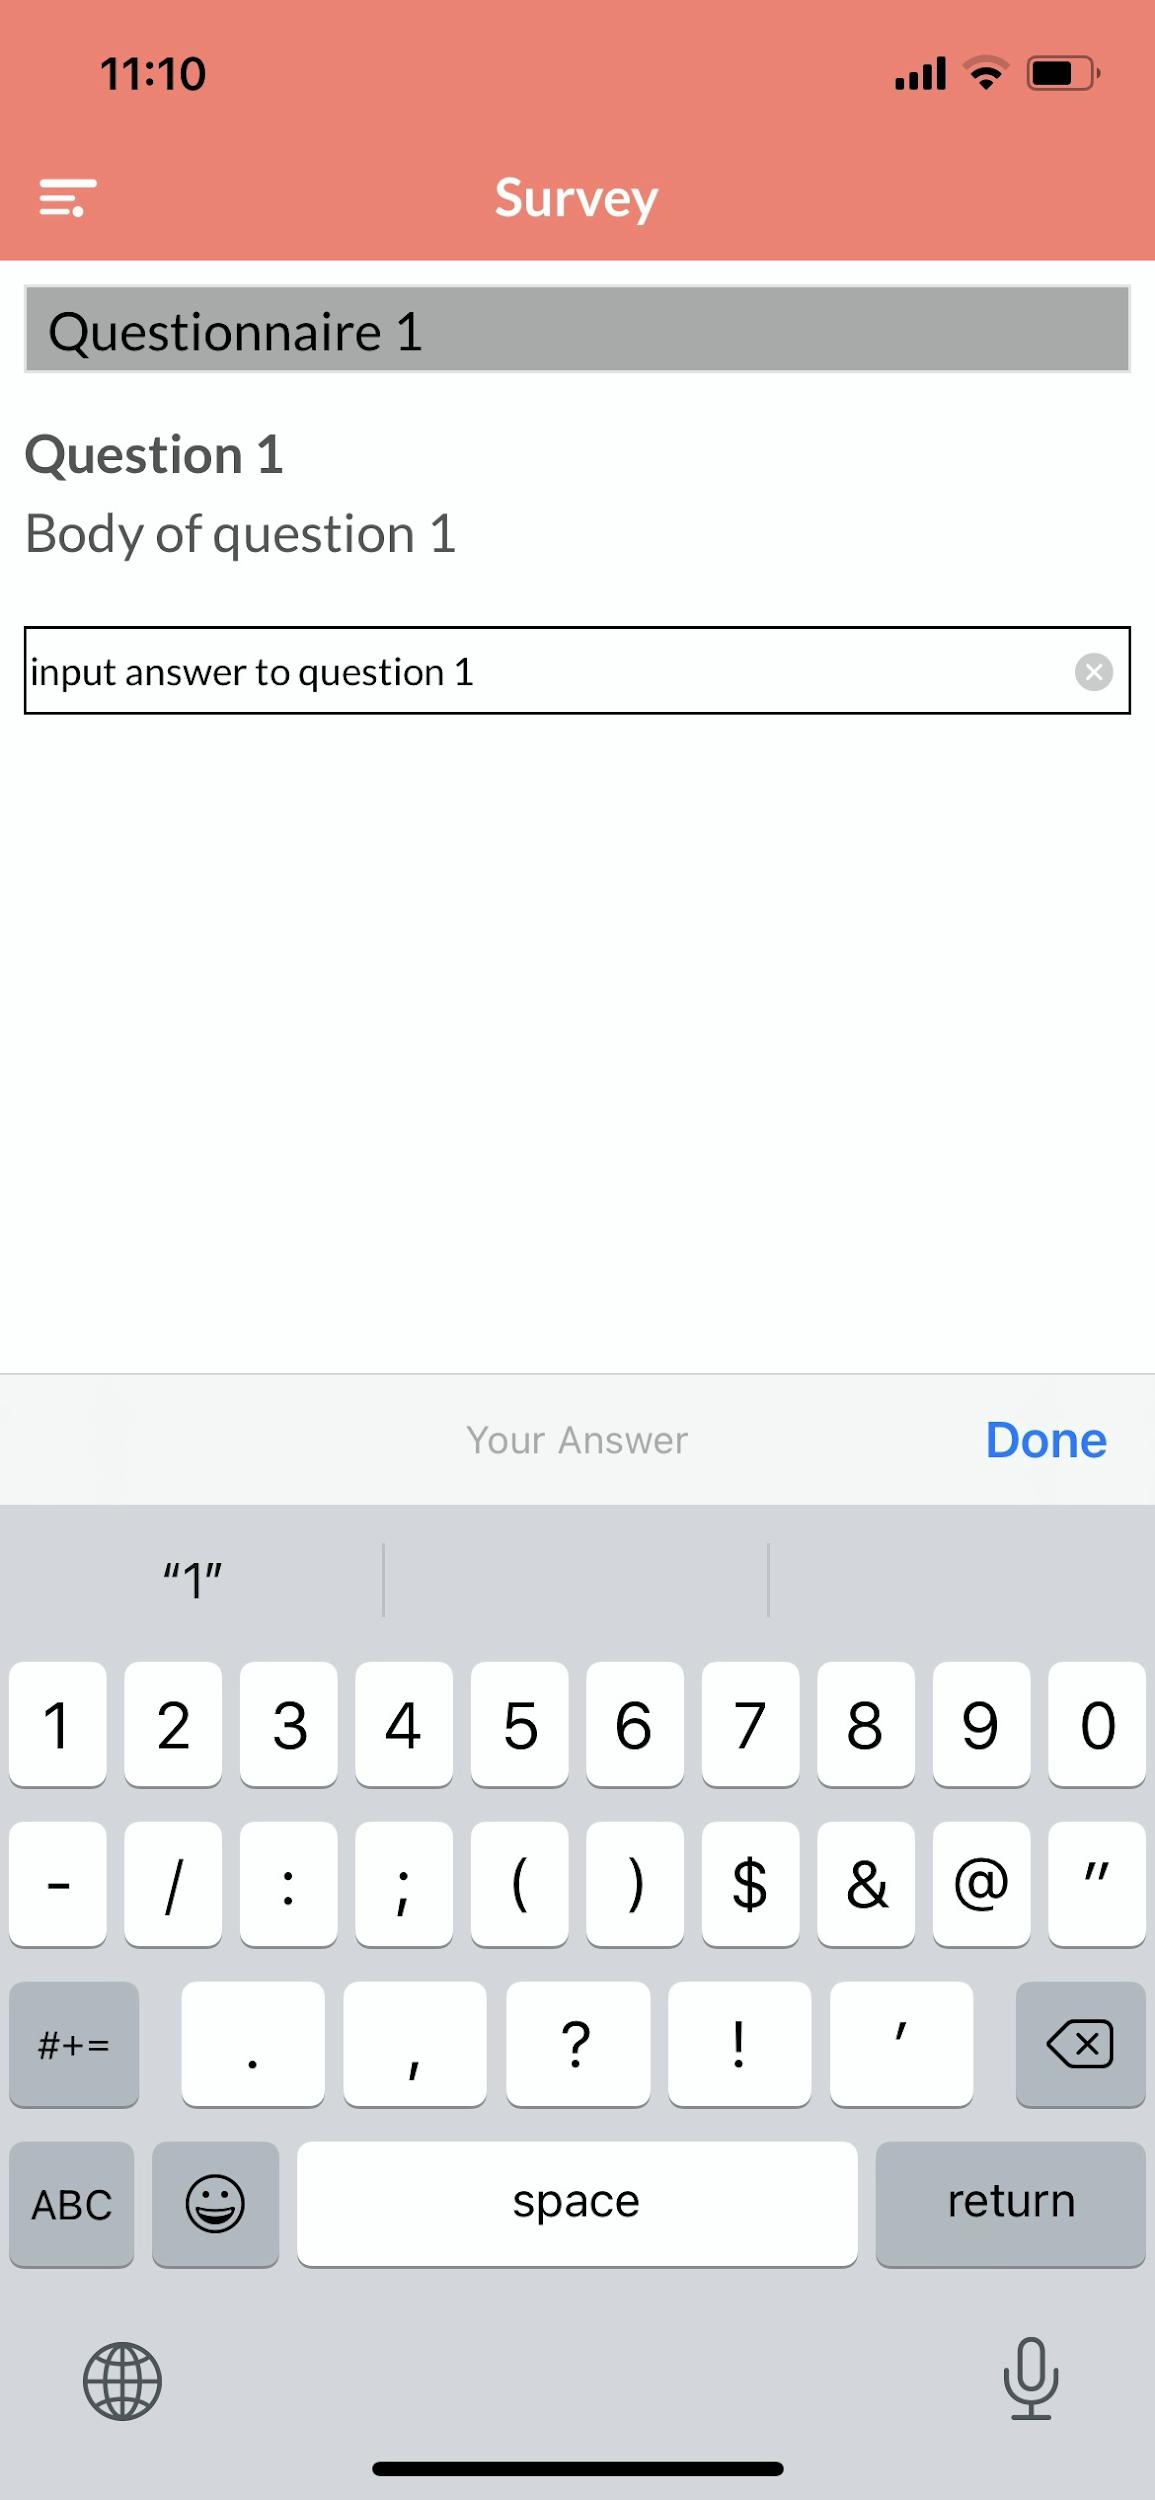 11:10
Survey
Questionnaire 1
Question 1
Body of question 1
input answer to question 1
Your Answer
Done
“1”
1 2 3 4 5 6 7 8 9 0
- / : ; ( ) $ & @ "
#+= . , ? ! '
ABC space return